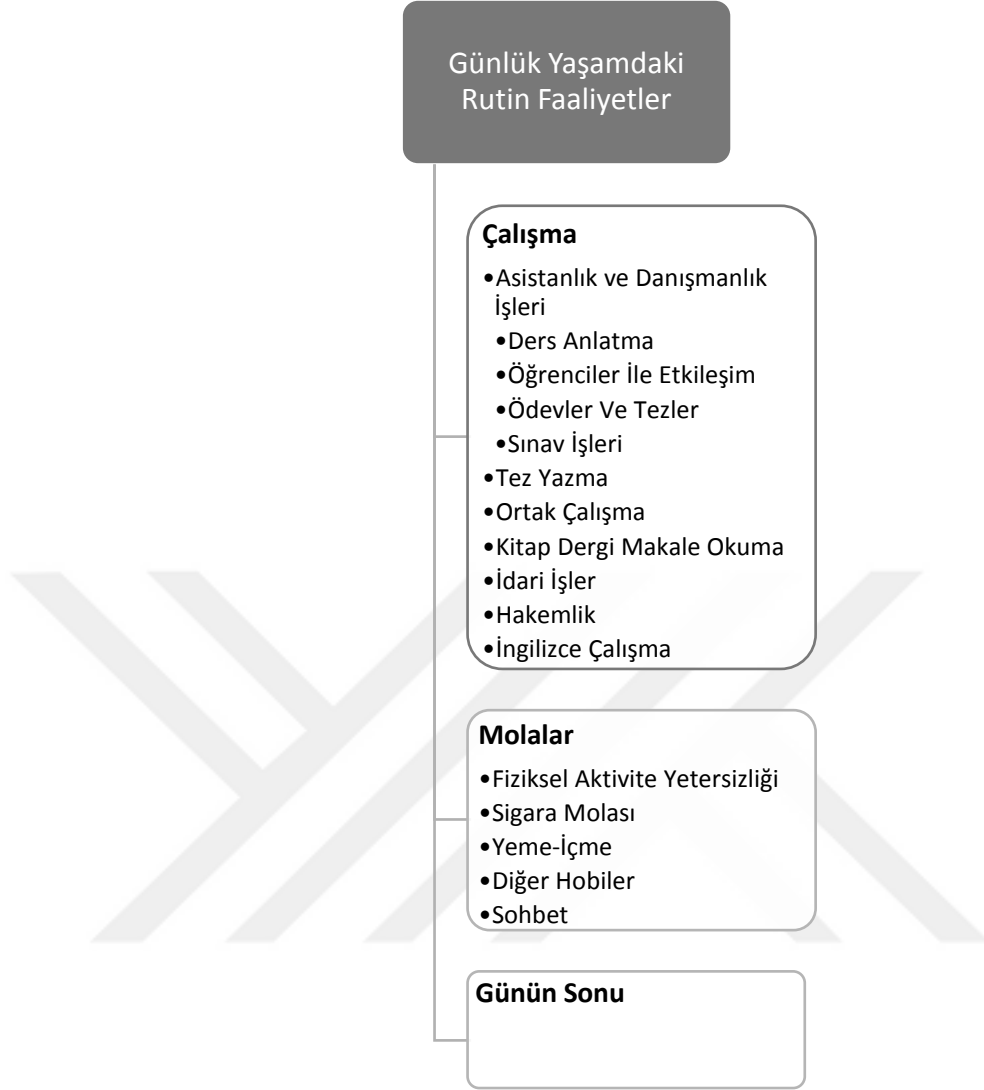 Günlük Yaşamdaki
Rutin Faaliyetler
Çalışma
•Asistanlık ve Danışmanlık
İşleri
•Ders Anlatma
•Öğrenciler İle Etkileşim
•Ödevler Ve Tezler
•Sınav İşleri
•Tez Yazma
•Ortak Çalışma
•Kitap Dergi Makale Okuma
•İdari İşler
•Hakemlik
•İngilizce Çalışma
Molalar
•Fiziksel Aktivite Yetersizliği
•Sigara Molası
•Yeme-İçme
•Diğer Hobiler
•Sohbet
Günün Sonu